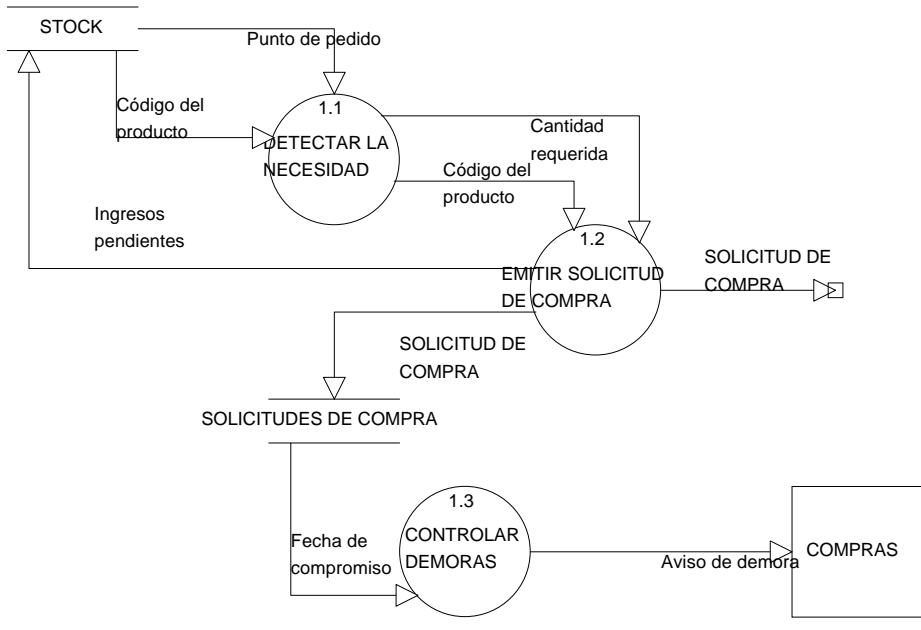 STOCK
Punto de pedido
Código del
producto
1.1
DETECTAR LA
NECESIDAD
Cantidad
requerida
Código del
producto
Ingresos
pendientes
1.2
EMITIR SOLICITUD
DE COMPRA
SOLICITUD DE
COMPRA
SOLICITUD DE
COMPRA
SOLICITUDES DE COMPRA
1.3
CONTROLAR
DEMORAS
Fecha de
compromiso
Aviso de demora
COMPRAS